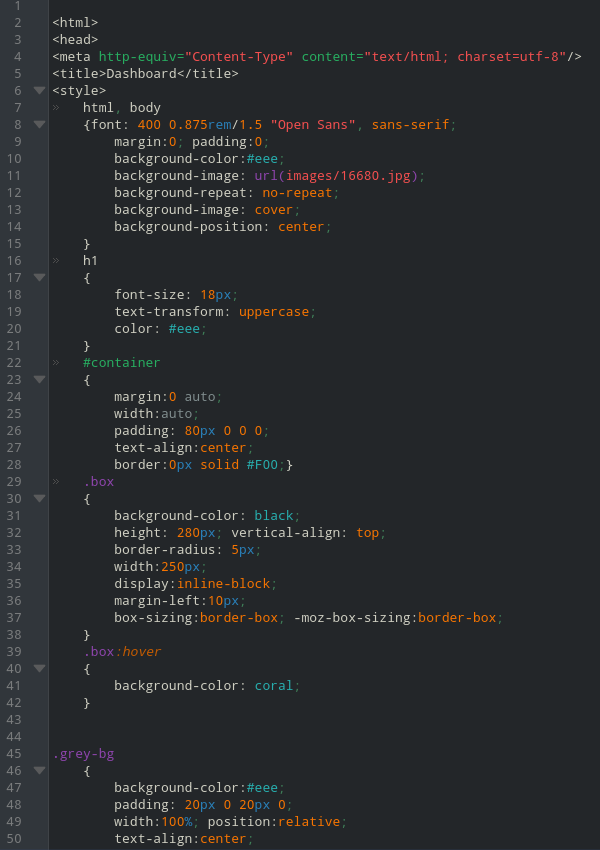 1
2 <html>
3 <head>
4 <meta http-equiv="Content-Type" content="text/html; charset=utf-8"/>
5 <title>Dashboard</title>
6 <style>
7 » html, body
8 {font: 400 0.875rem/1.5 "Open Sans", sans-serif;
9 margin:0; padding:0;
10 background-color:#eee;
11 background-image: url(images/16680.jpg);
12 background-repeat: no-repeat;
13 background-image: cover;
14 background-position: center;
15 }
16 » h1
17 {
18 font-size: 18px;
19 text-transform: uppercase;
20 color: #eee;
21 }
22 » #container
23 {
24 margin:0 auto;
25 width:auto;
26 padding: 80px 0 0 0;
27 text-align:center;
28 border:0px solid #F00;}
29 » .box
30 {
31 background-color: black;
32 height: 280px; vertical-align: top;
33 border-radius: 5px;
34 width:250px;
35 display:inline-block;
36 margin-left:10px;
37 box-sizing:border-box; -moz-box-sizing:border-box;
38 }
39 .box:hover
40 {
41 background-color: coral;
42 }
43
44
45 .grey-bg
46 {
47 background-color:#eee;
48 padding: 20px 0 20px 0;
49 width:100%; position:relative;
50 text-align:center;